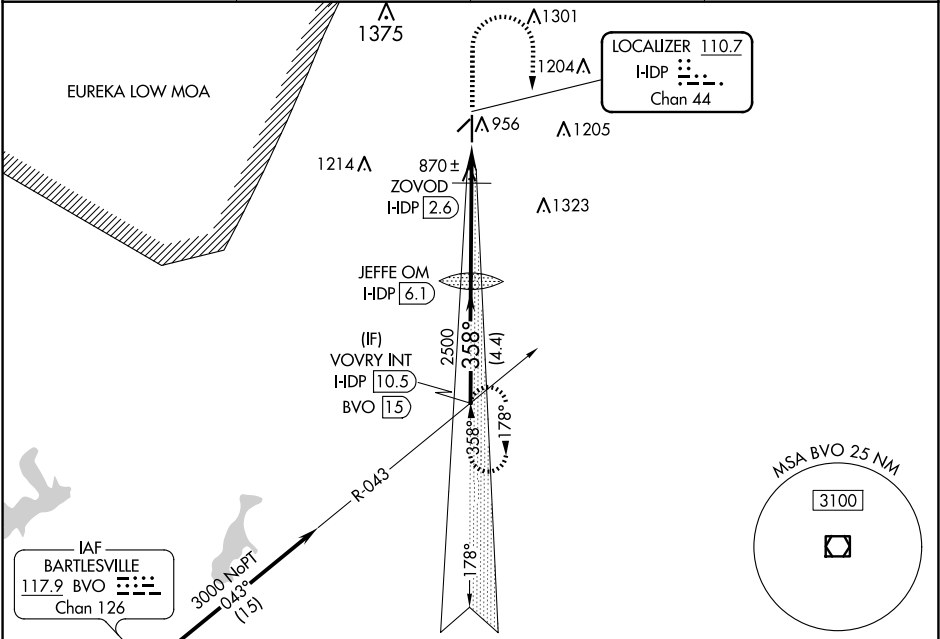 1375
1301
EUREKA LOW MOA
1204
LOCALIZER 110.7
I-IDP
Chan 44
956
1205
1214
870 ±
ZOVOD
I-IDP 2.6
1323
JEFFE OM
I-IDP 6.1
(IF)
VOVRY INT
I-IDP 10.5
BVO 15
2500
358°
(4.4)
358°
178°
R-043
178°
MSA BVO 25 NM
3100
IAF
BARTLESVILLE
117.9 BVO
Chan 126
3000 NoPT
043°
(15)